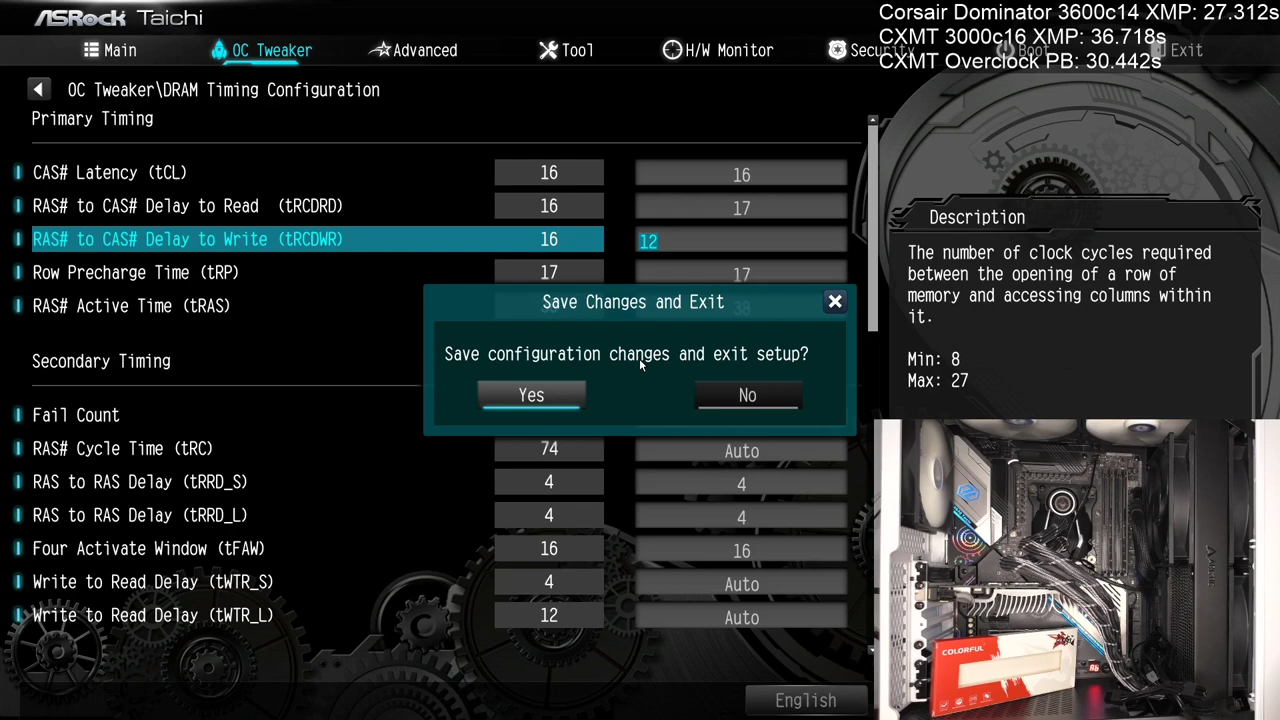 ASRock Taichi
Corsair Dominator 3600c14 XMP: 27.312s
CXMT 3000c16 XMP: 36.718s
CXMT Overclock PB: 30.442s
Main OC Tweaker Advanced Tool H/W Monitor Security Boot Exit
OC Tweaker\DRAM Timing Configuration
Primary Timing
CAS# Latency (tCL) 16 16
RAS# to CAS# Delay to Read (tRCDRD) 16 17
RAS# to CAS# Delay to Write (tRCDWR) 16 12
Row Precharge Time (tRP) 17 17
RAS# Active Time (tRAS) 38
Save Changes and Exit
Save configuration changes and exit setup?
Yes No
Secondary Timing
Fail Count
RAS# Cycle Time (tRC) 74 Auto
RAS to RAS Delay (tRRD_S) 4 4
RAS to RAS Delay (tRRD_L) 4 4
Four Activate Window (tFAW) 16 16
Write to Read Delay (tWTR_S) 4 Auto
Write to Read Delay (tWTR_L) 12 Auto
English
Description
The number of clock cycles required
between the opening of a row of
memory and accessing columns within
it.
Min: 8
Max: 27
COLORFUL